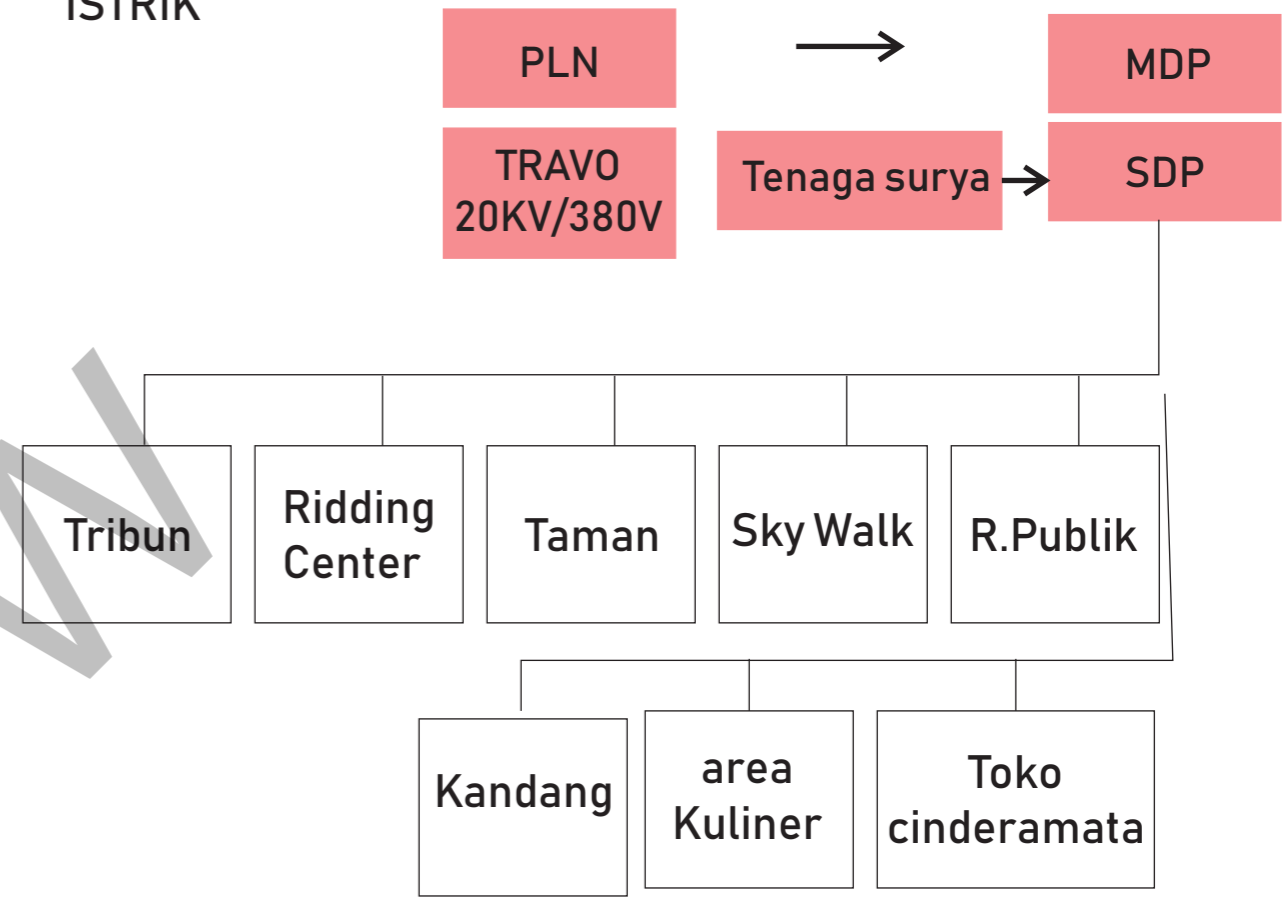 ISTRIK
PLN
MDP
TRAVO
20KV/380V
Tenaga surya
SDP
Tribun
Ridding
Center
Taman
Sky Walk
R.Publik
Kandang
area
Kuliner
Toko
cinderamata